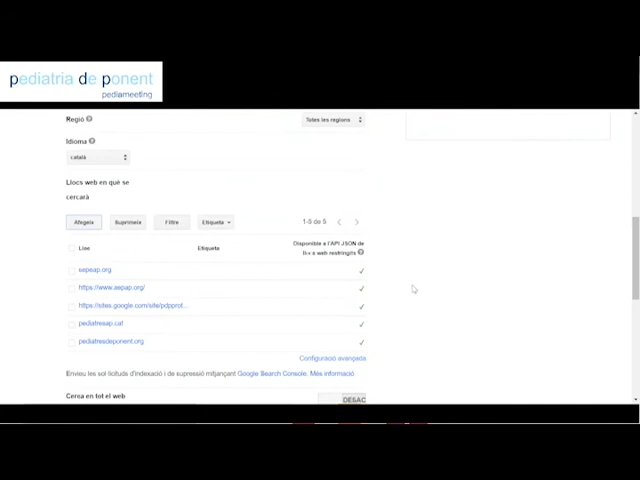 pediatria de ponent
pediameeting
Regió
Totes les regions
Idioma
català
Llocs web en què se
cercarà
Afegeix
Suprimeix
Filtre
Etiqueta
1-5 de 5
Lloc
Etiqueta
Disponible a l'API JSON de
llocs web restringits
sepeap.org
https://www.aepap.org/
https://sites.google.com/site/pdpprot...
pediatresap.cat
pediatresdeponent.org
Configuració avançada
Envieu les sol·licituds d'indexació i de supressió mitjançant Google Search Console. Més informació
Cerca en tot el web
DESAC